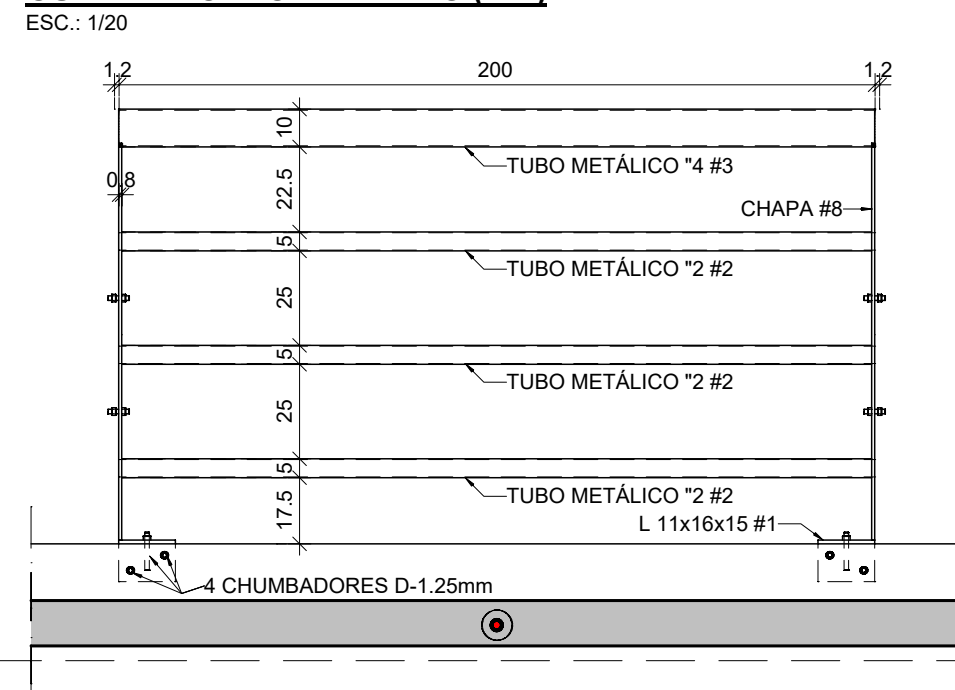 ESC.: 1/20
1.2 200 1.2
10
TUBO METÁLICO "4 #3
0.8
22.5
CHAPA #8
5
TUBO METÁLICO "2 #2
25
5
TUBO METÁLICO "2 #2
25
5
TUBO METÁLICO "2 #2
17.5
L 11x16x15 #1
4 CHUMBADORES D-1.25mm